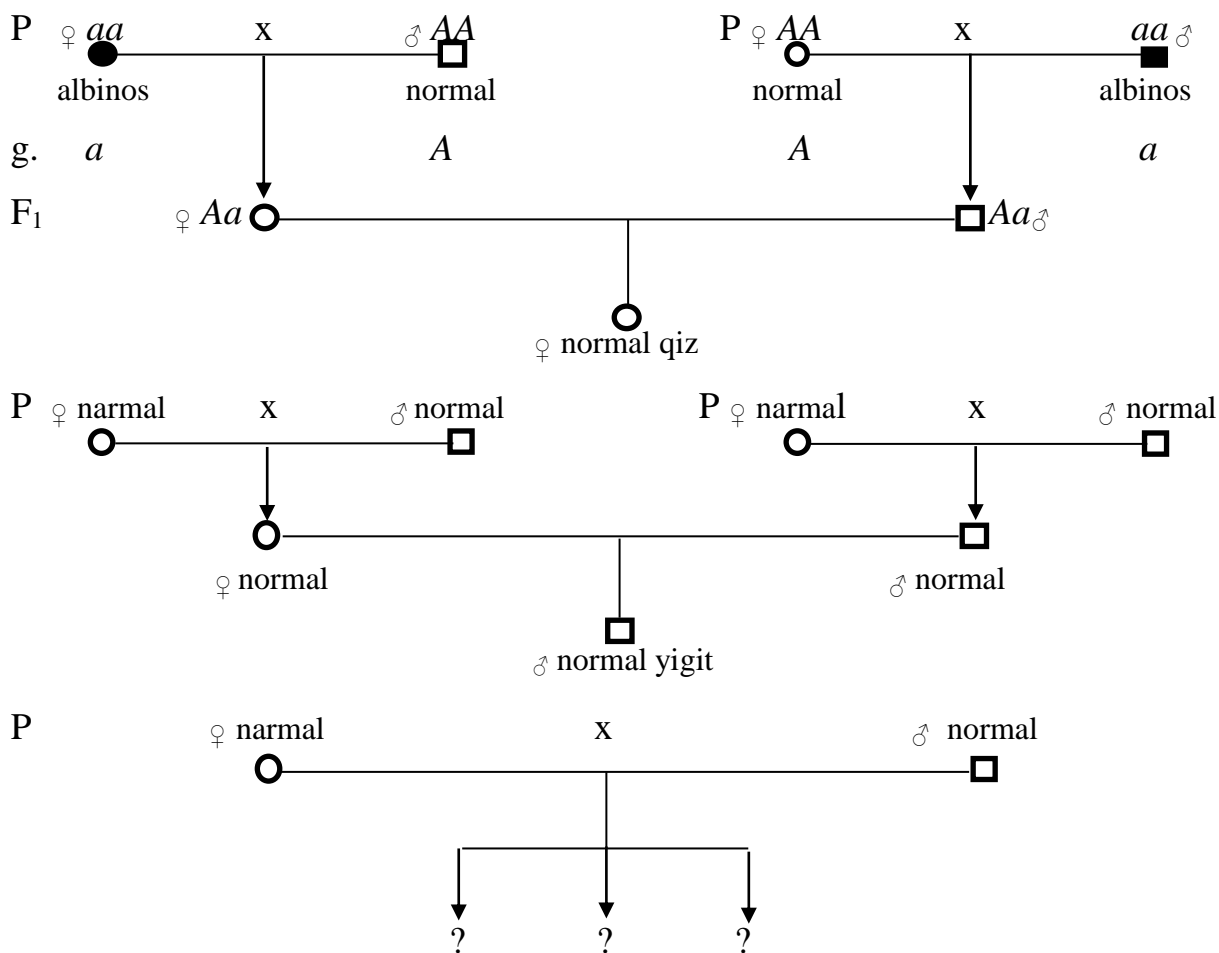 P ♀ aa x ♂ AA P ♀ AA x aa ♂
albinos normal normal albinos
g. a A A a
F₁ ♀ Aa Aa♂
♀ normal qiz
P ♀ narmal x ♂ normal P ♀ narmal x ♂ normal
♀ normal ♂ normal
♂ normal yigit
P ♀ narmal x ♂ normal
? ? ?